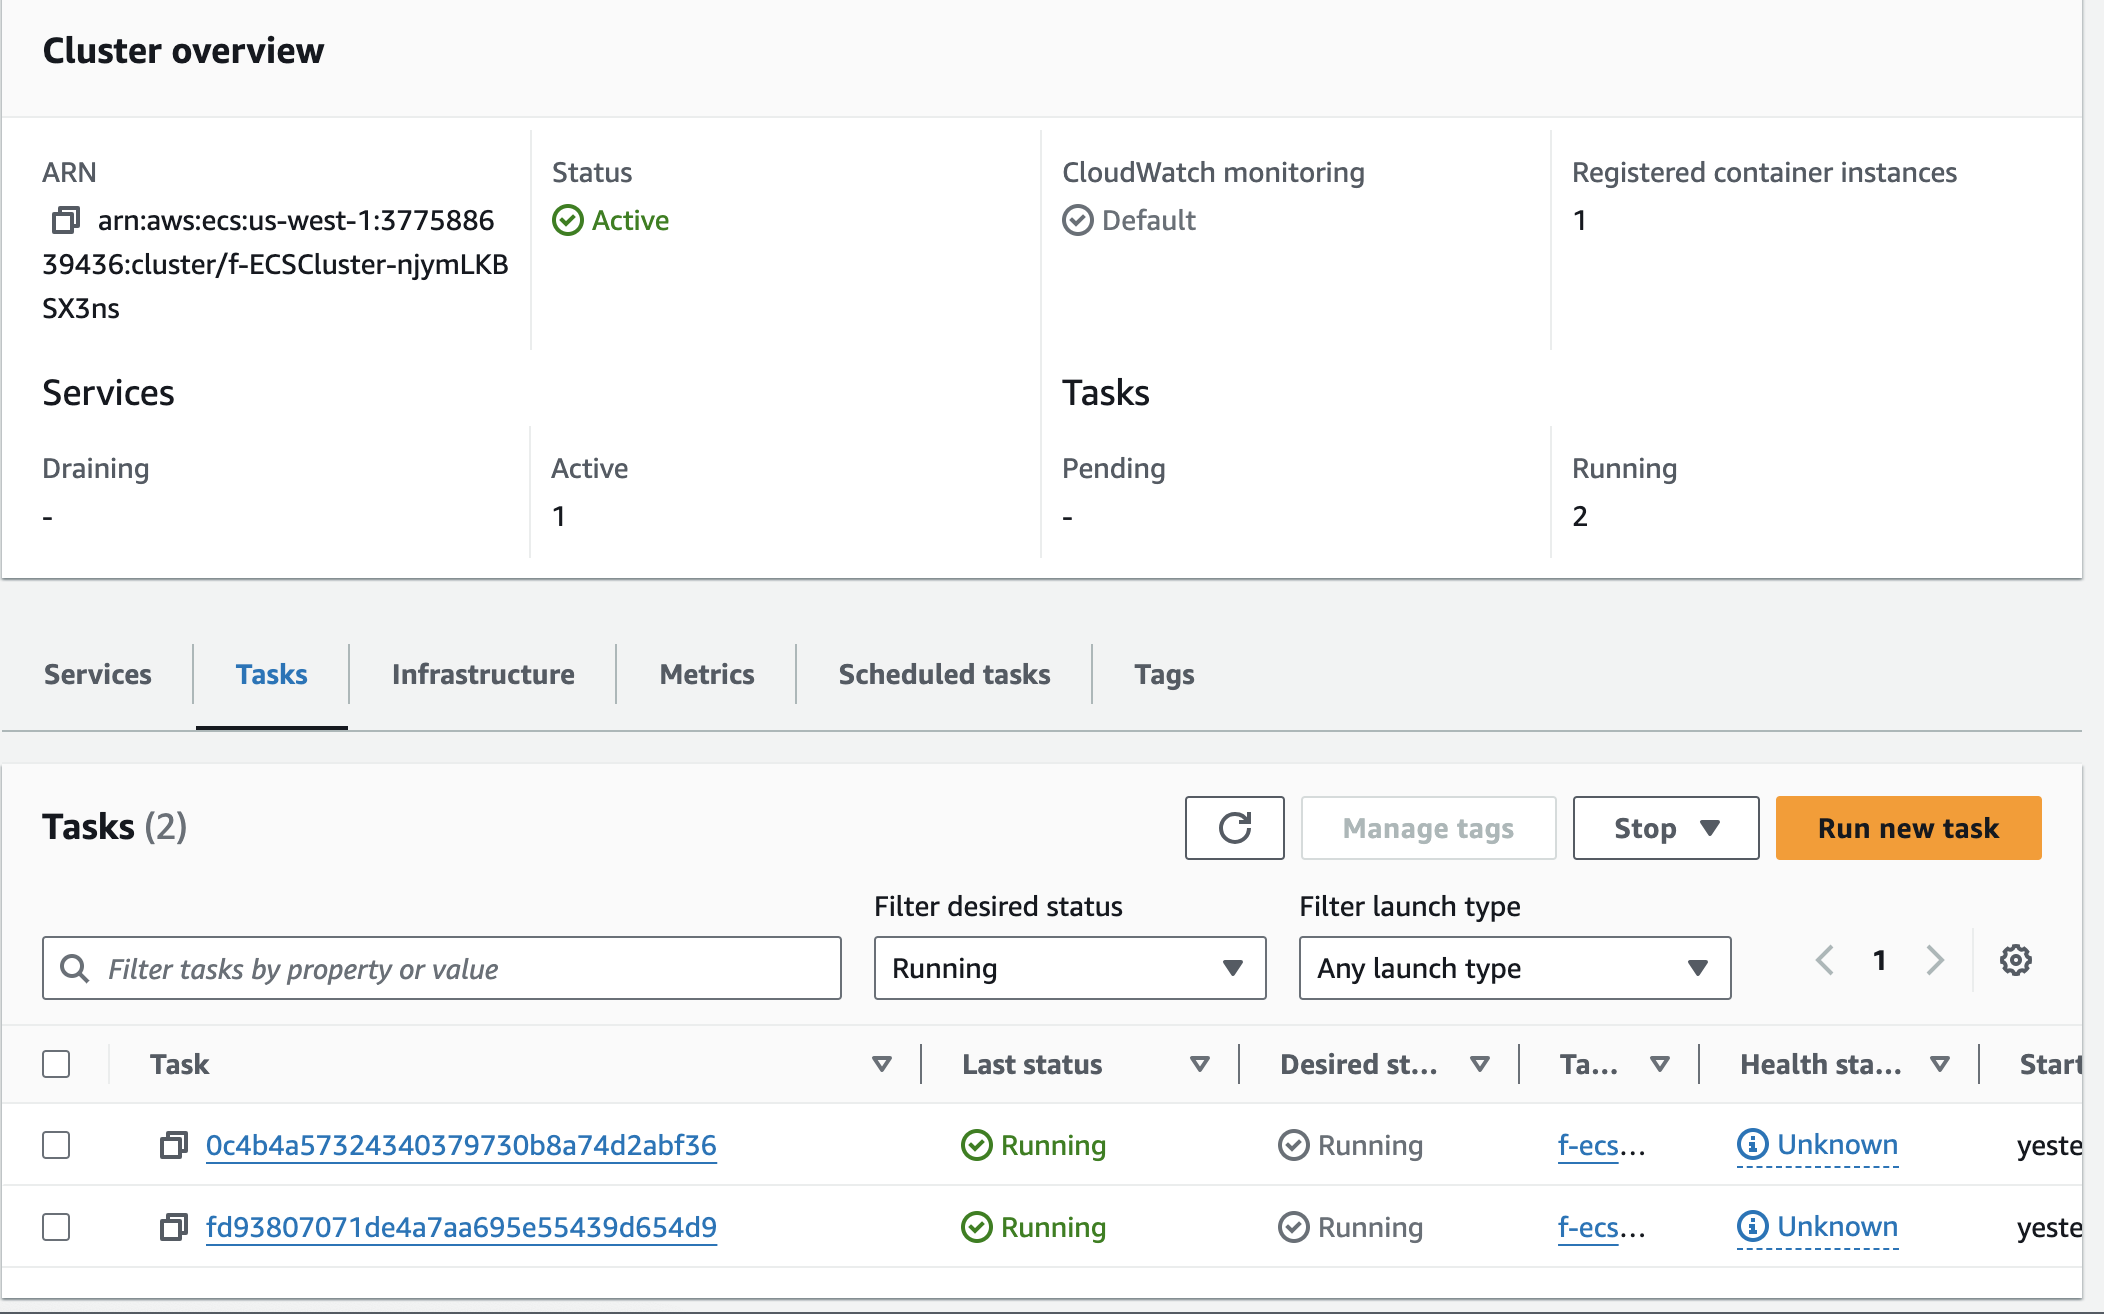 Cluster overview
ARN
arn:aws:ecs:us-west-1:3775886
39436:cluster/f-ECSCluster-njymLKB
SX3ns
Status
Active
CloudWatch monitoring
Default
Registered container instances
1
Services
Draining
-
Active
1
Tasks
Pending
-
Running
2
Services
Tasks
Infrastructure
Metrics
Scheduled tasks
Tags
Tasks (2)
Manage tags
Stop
Run new task
Filter desired status
Filter launch type
Filter tasks by property or value
Running
Any launch type
1
Task
Last status
Desired st...
Ta...
Health sta...
Start
0c4b4a57324340379730b8a74d2abf36
Running
Running
f-ecs...
Unknown
yeste
fd93807071de4a7aa695e55439d654d9
Running
Running
f-ecs...
Unknown
yeste